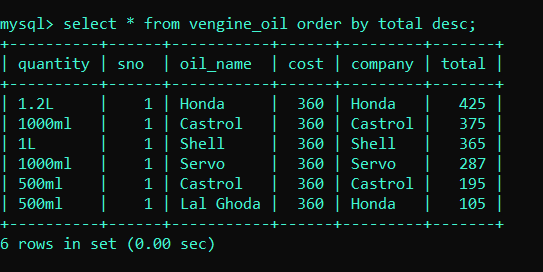 mysql> select * from vengine_oil order by total desc;
+----------+------+-----------+------+---------+-------+
| quantity | sno  | oil_name  | cost | company | total |
+----------+------+-----------+------+---------+-------+
| 1.2L     |    1 | Honda     |  360 | Honda   |   425 |
| 1000ml   |    1 | Castrol   |  360 | Castrol |   375 |
| 1L       |    1 | Shell     |  360 | Shell   |   365 |
| 1000ml   |    1 | Servo     |  360 | Servo   |   287 |
| 500ml    |    1 | Castrol   |  360 | Castrol |   195 |
| 500ml    |    1 | Lal Ghoda |  360 | Honda   |   105 |
+----------+------+-----------+------+---------+-------+
6 rows in set (0.00 sec)